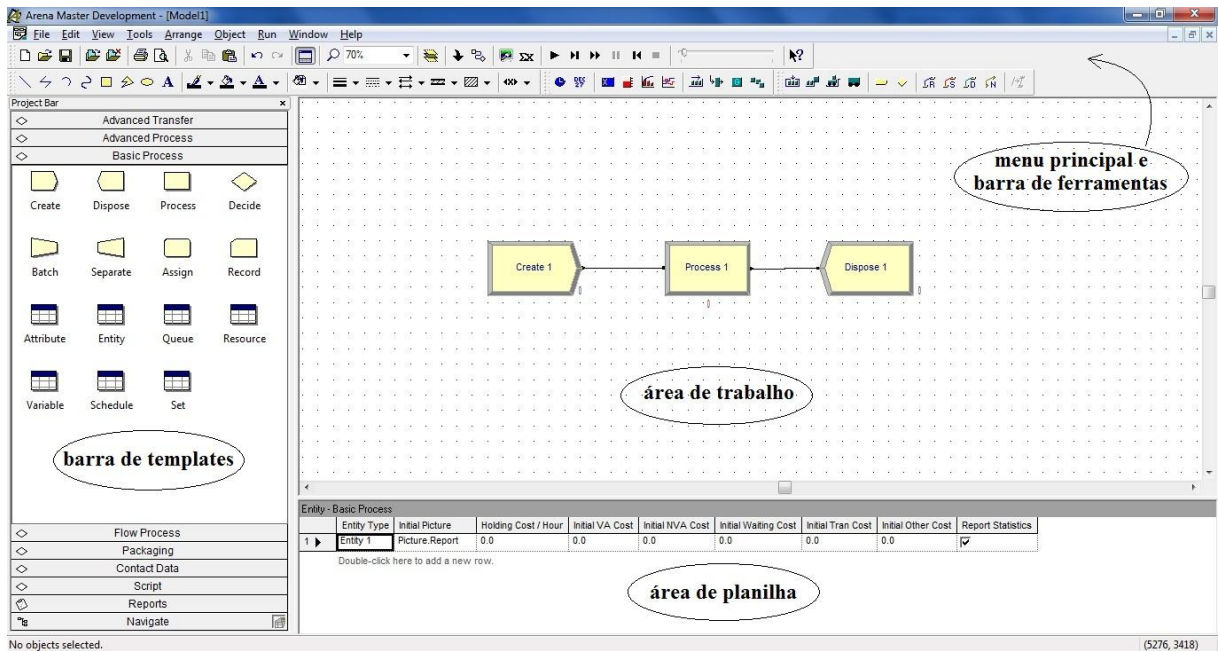 Arena Master Development - [Model1]
File Edit View Tools Arrange Object Run Window Help
70%
Project Bar
Advanced Transfer
Advanced Process
Basic Process
Create Dispose Process Decide
Batch Separate Assign Record
Attribute Entity Queue Resource
Variable Schedule Set
barra de templates
Flow Process
Packaging
Contact Data
Script
Reports
Navigate
menu principal e
barra de ferramentas
Create 1 Process 1 Dispose 1
0 0 0
área de trabalho
Entity - Basic Process
Entity Type Initial Picture Holding Cost / Hour Initial VA Cost Initial NVA Cost Initial Waiting Cost Initial Tran Cost Initial Other Cost Report Statistics
1 Entity 1 Picture.Report 0.0 0.0 0.0 0.0 0.0 0.0
Double-click here to add a new row.
área de planilha
No objects selected. (5276, 3418)